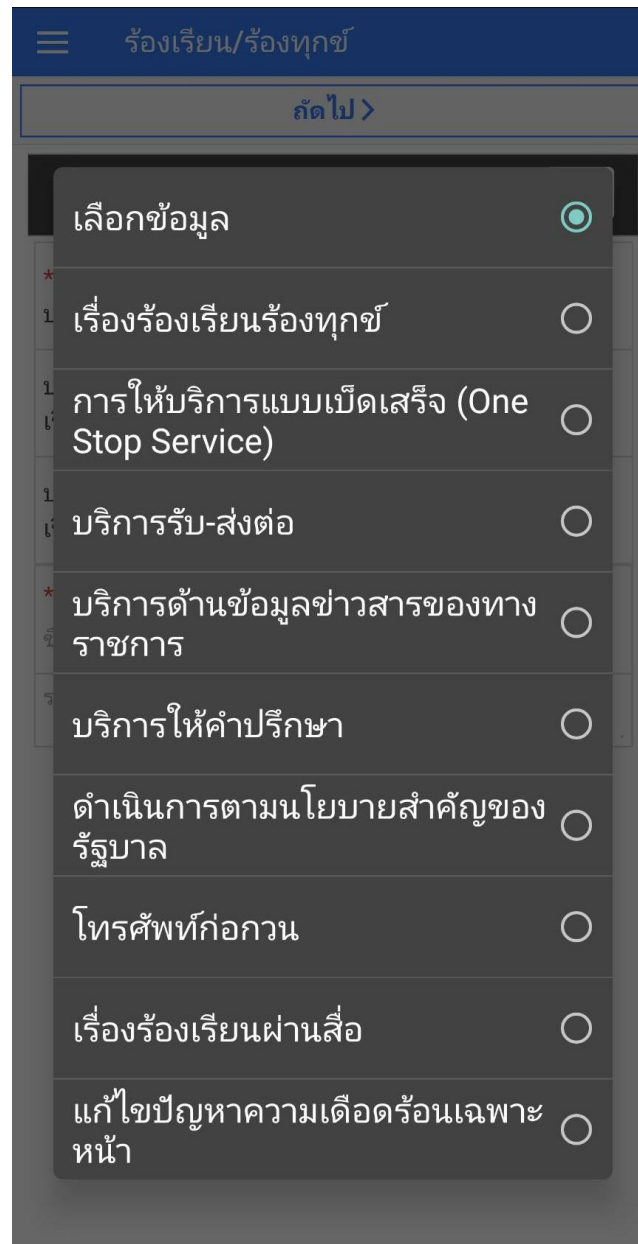 ร้องเรียน/ร้องทุกข์
ถัดไป >
เลือกข้อมูล
*
เรื่องร้องเรียนร้องทุกข์
การให้บริการแบบเบ็ดเสร็จ (One
Stop Service)
บริการรับ-ส่งต่อ
*
บริการด้านข้อมูลข่าวสารของทาง
ราชการ
บริการให้คำปรึกษา
ดำเนินการตามนโยบายสำคัญของ
รัฐบาล
โทรศัพท์ก่อกวน
เรื่องร้องเรียนผ่านสื่อ
แก้ไขปัญหาความเดือดร้อนเฉพาะ
หน้า